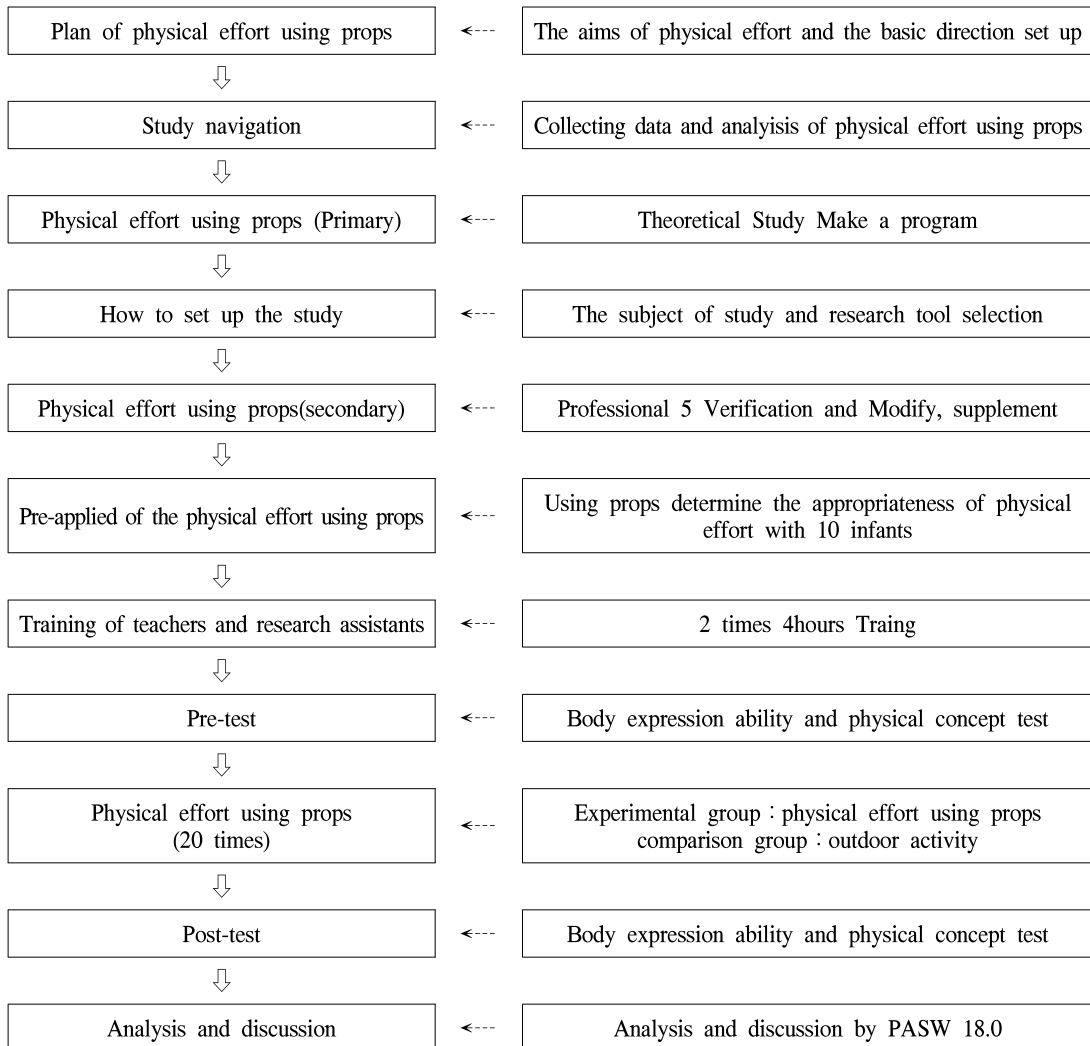 Plan of physical effort using props
The aims of physical effort and the basic direction set up
Study navigation
Collecting data and analyisis of physical effort using props
Physical effort using props (Primary)
Theoretical Study Make a program
How to set up the study
The subject of study and research tool selection
Physical effort using props(secondary)
Professional 5 Verification and Modify, supplement
Pre-applied of the physical effort using props
Using props determine the appropriateness of physical
effort with 10 infants
Training of teachers and research assistants
2 times 4hours Traing
Pre-test
Body expression ability and physical concept test
Physical effort using props
(20 times)
Experimental group : physical effort using props
comparison group : outdoor activity
Post-test
Body expression ability and physical concept test
Analysis and discussion
Analysis and discussion by PASW 18.0